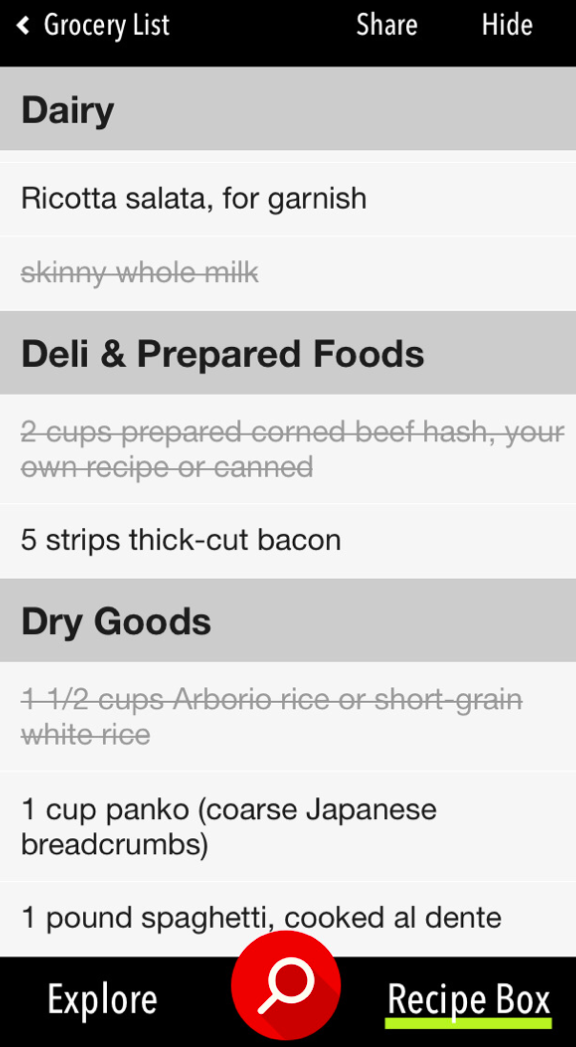 Grocery List Share Hide
Dairy
Ricotta salata, for garnish
skinny whole milk
Deli & Prepared Foods
2 cups prepared corned beef hash, your
own recipe or canned
5 strips thick-cut bacon
Dry Goods
1 1/2 cups Arborio rice or short-grain
white rice
1 cup panko (coarse Japanese
breadcrumbs)
1 pound spaghetti, cooked al dente
Explore Recipe Box